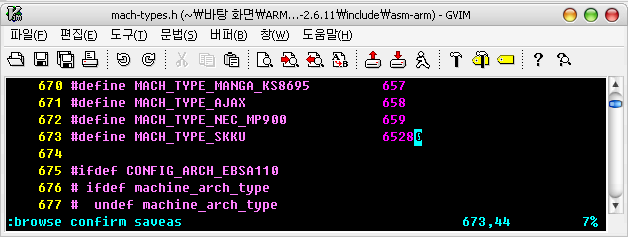 mach-types.h (~₩바탕 화면₩ARM...-2.6.11₩include₩asm-arm) - GVIM
파일(F) 편집(E) 도구(T) 문법(S) 버퍼(B) 창(W) 도움말(H)
670 #define MACH_TYPE_MANGA_KS8695 657
671 #define MACH_TYPE_AJAX 658
672 #define MACH_TYPE_NEC_MP900 659
673 #define MACH_TYPE_SKKU 65280
674
675 #ifdef CONFIG_ARCH_EBSA110
676 # ifdef machine_arch_type
677 #  undef machine_arch_type
:browse confirm saveas 673,44 7%